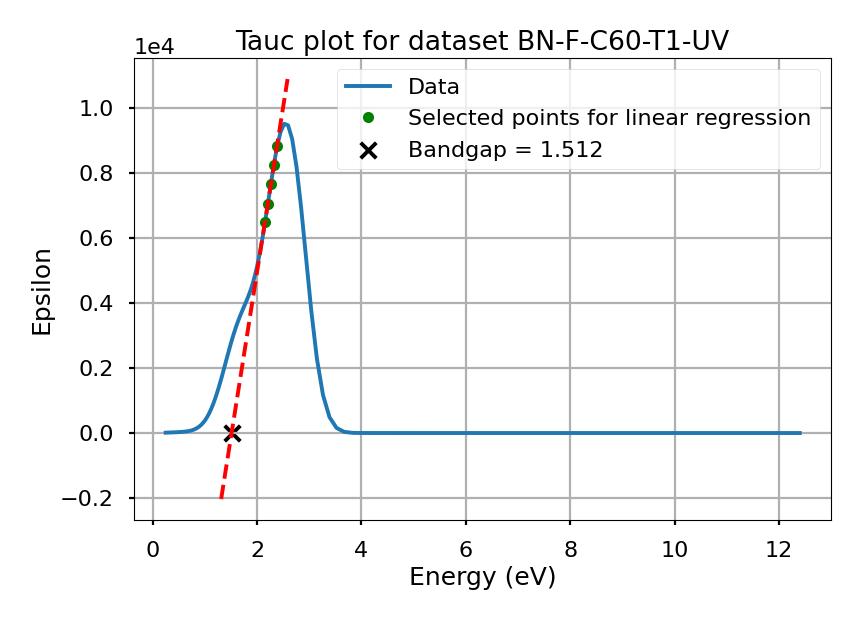 Tauc plot for dataset BN-F-C60-T1-UV
1e4
Data
Selected points for linear regression
Bandgap = 1.512
1.0
0.8
0.6
0.4
0.2
0.0
−0.2
Epsilon
0 2 4 6 8 10 12
Energy (eV)